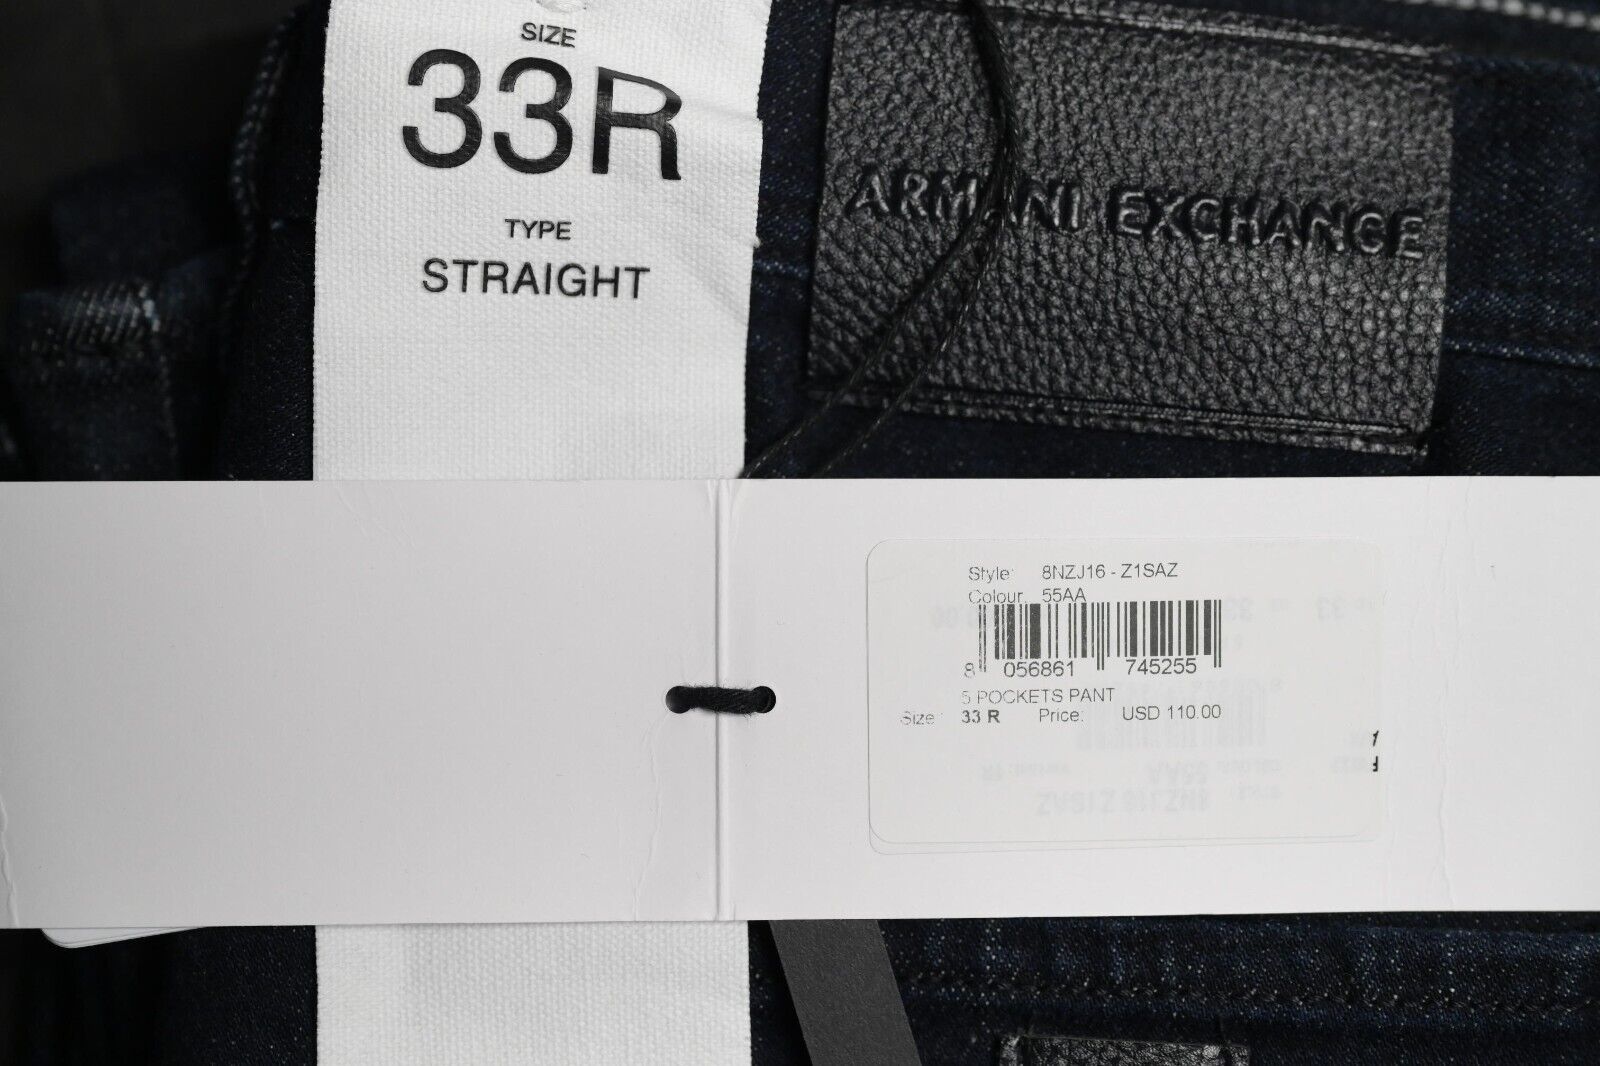 SIZE
33R
TYPE
STRAIGHT
ARMANI EXCHANGE
Style: 8NZJ16 - Z1SAZ
Colour. 55AA
8 056861 745255
5 POCKETS PANT
Size: 33 R Price: USD 110.00